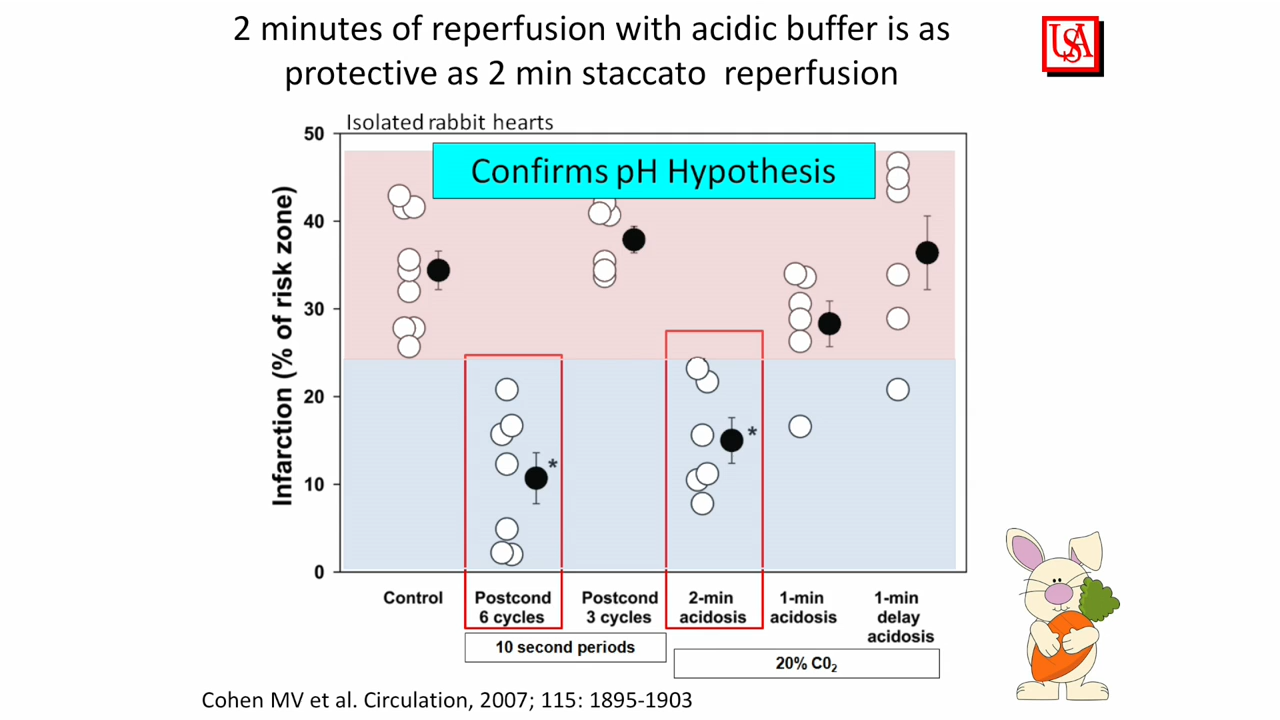 2 minutes of reperfusion with acidic buffer is as
protective as 2 min staccato reperfusion
USA
Isolated rabbit hearts
Confirms pH Hypothesis
Infarction (% of risk zone)
50
40
30
20
10
0
*
*
Control
Postcond
6 cycles
Postcond
3 cycles
2-min
acidosis
1-min
acidosis
1-min
delay
acidosis
10 second periods
20% C0₂
Cohen MV et al. Circulation, 2007; 115: 1895-1903